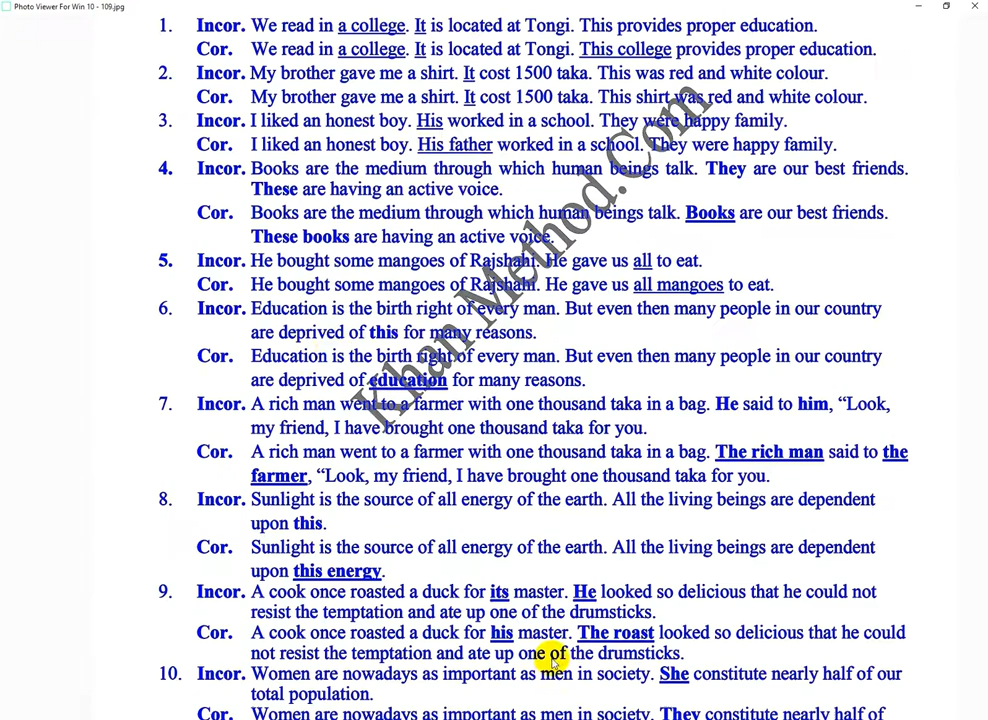 Photo Viewer For Win 10 - 109.jpg
1. Incor. We read in a college. It is located at Tongi. This provides proper education.
Cor. We read in a college. It is located at Tongi. This college provides proper education.
2. Incor. My brother gave me a shirt. It cost 1500 taka. This was red and white colour.
Cor. My brother gave me a shirt. It cost 1500 taka. This shirt was red and white colour.
3. Incor. I liked an honest boy. His worked in a school. They were happy family.
Cor. I liked an honest boy. His father worked in a school. They were happy family.
4. Incor. Books are the medium through which human beings talk. They are our best friends.
These are having an active voice.
Cor. Books are the medium through which human beings talk. Books are our best friends.
These books are having an active voice.
5. Incor. He bought some mangoes of Rajshahi. He gave us all to eat.
Cor. He bought some mangoes of Rajshahi. He gave us all mangoes to eat.
6. Incor. Education is the birth right of every man. But even then many people in our country
are deprived of this for many reasons.
Cor. Education is the birth right of every man. But even then many people in our country
are deprived of education for many reasons.
7. Incor. A rich man went to a farmer with one thousand taka in a bag. He said to him, “Look,
my friend, I have brought one thousand taka for you.
Cor. A rich man went to a farmer with one thousand taka in a bag. The rich man said to the
farmer, “Look, my friend, I have brought one thousand taka for you.
8. Incor. Sunlight is the source of all energy of the earth. All the living beings are dependent
upon this.
Cor. Sunlight is the source of all energy of the earth. All the living beings are dependent
upon this energy.
9. Incor. A cook once roasted a duck for its master. He looked so delicious that he could not
resist the temptation and ate up one of the drumsticks.
Cor. A cook once roasted a duck for his master. The roast looked so delicious that he could
not resist the temptation and ate up one of the drumsticks.
10. Incor. Women are nowadays as important as men in society. She constitute nearly half of our
total population.
Cor. Women are nowadays as important as men in society. They constitute nearly half of
Khan Method.Com